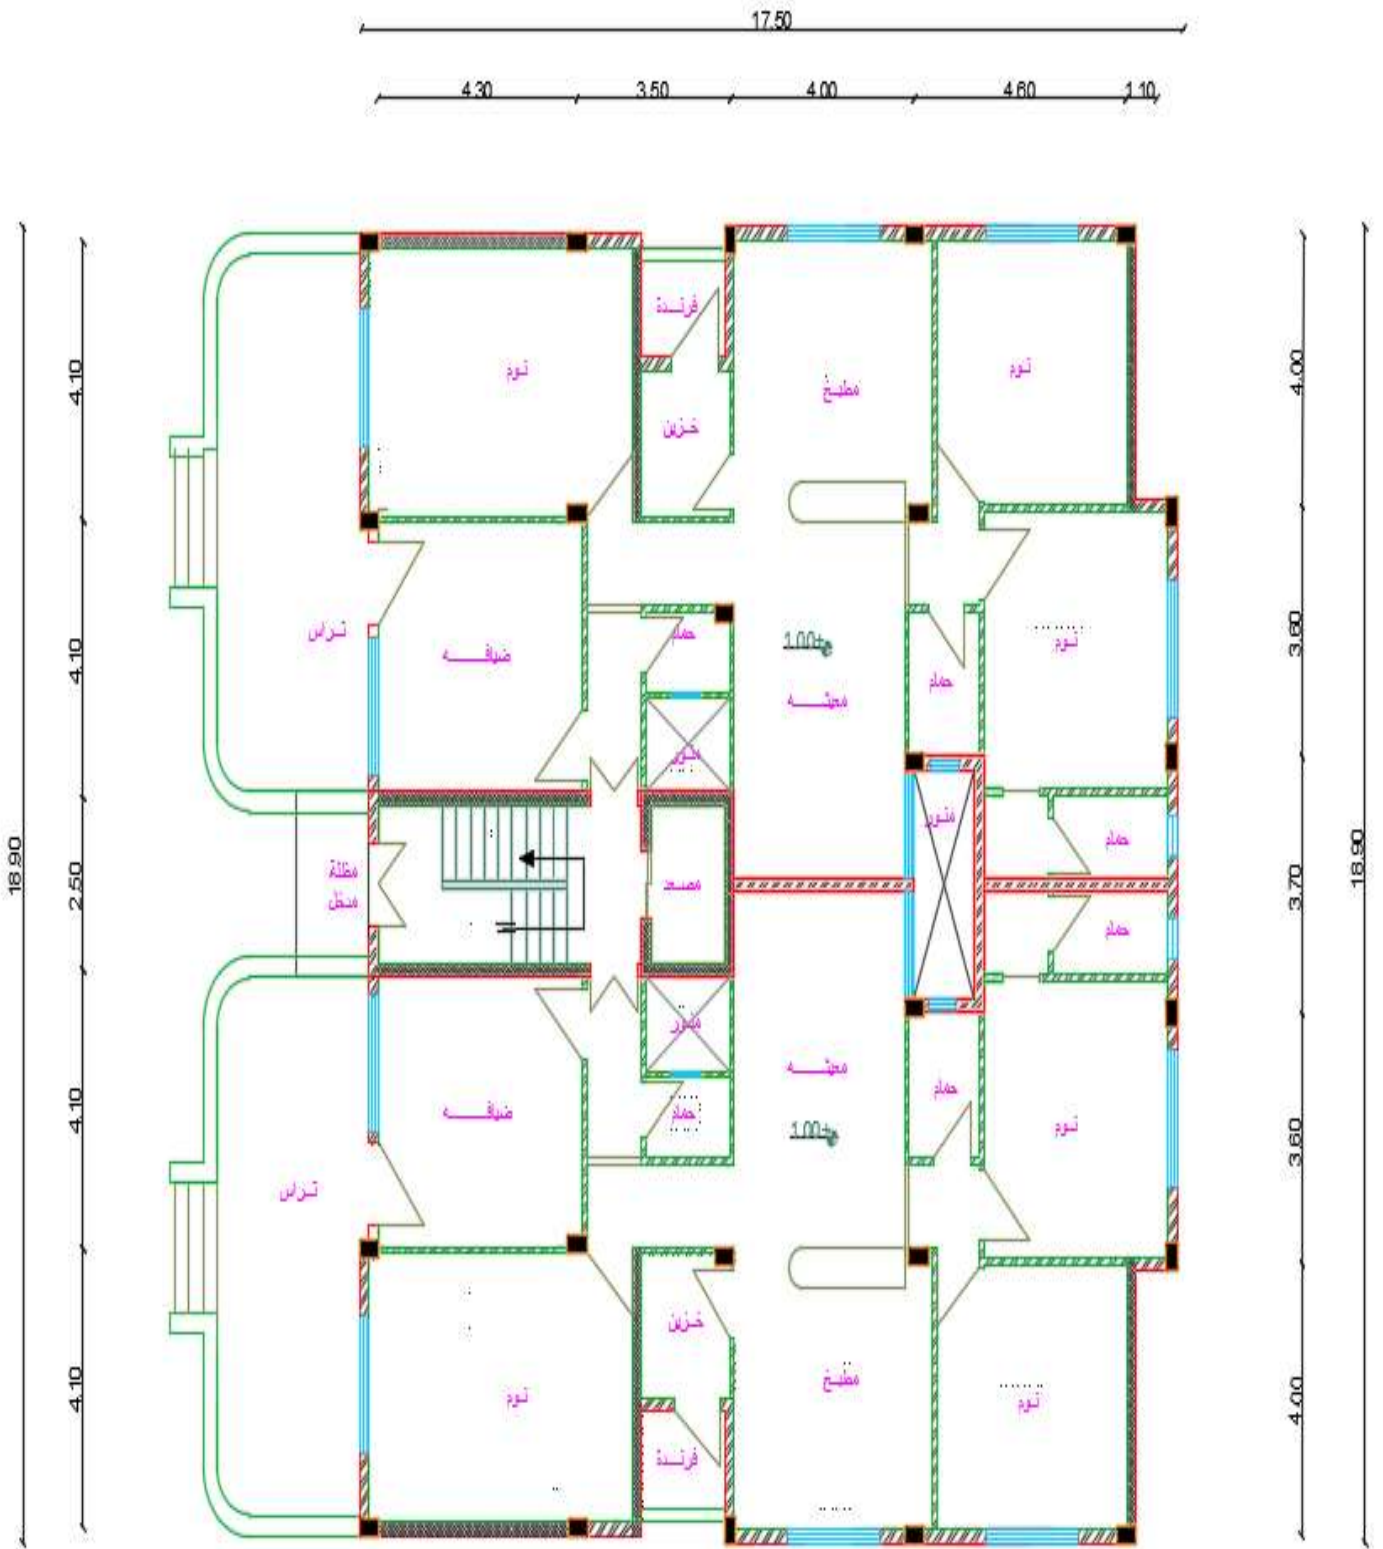 17.50
4.30 3.50 4.00 4.60 1.10
فرندة
نوم
نوم
مطبخ
خزين
4.10
4.00
تراس
ضيافه
حمام
1.00±
نوم
حمام
معيشه
4.10
3.60
منور
منور
مظلة
مدخل
مصعد
حمام
حمام
18.90
2.50
3.70
18.90
منور
ضيافه
حمام
معيشه
1.00±
حمام
نوم
4.10
3.60
تراس
خزين
نوم
مطبخ
نوم
4.10
4.00
فرندة